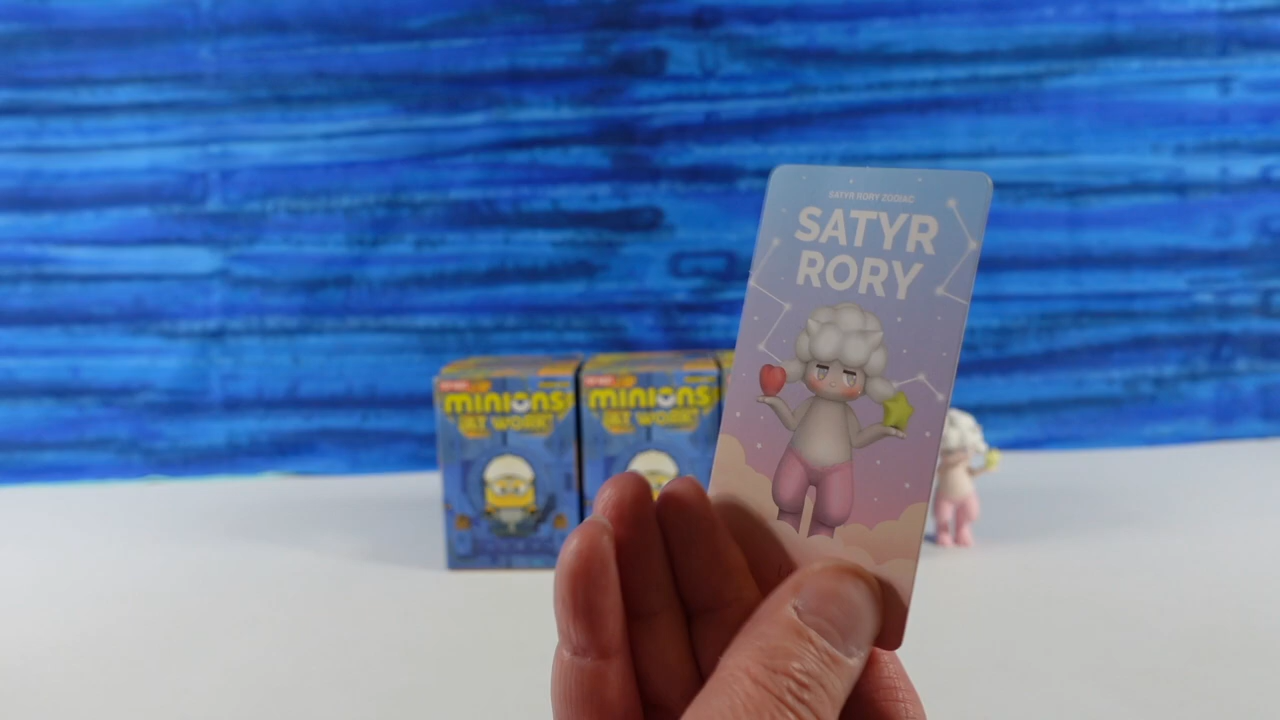 SATYR RORY ZODIAC
SATYR
RORY
MINIONS
AT WORK
MINIONS
AT WORK